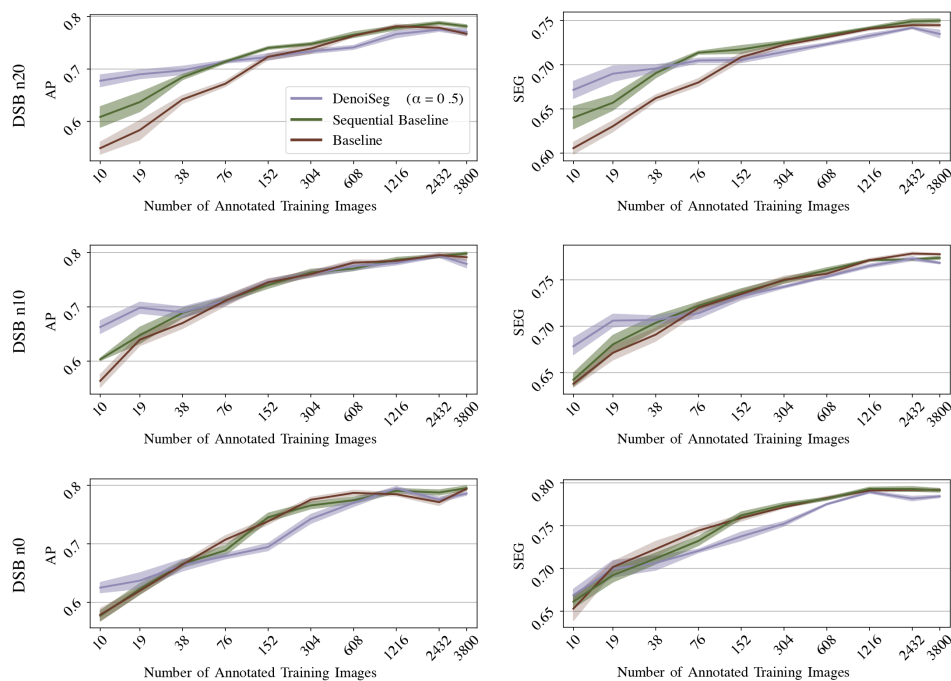 DSB n20
AP
0.8
0.7
0.6
DenoiSeg (α = 0 .5)
Sequential Baseline
Baseline
10 19 38 76 152 304 608 1216 2432 3800
Number of Annotated Training Images
SEG
0.75
0.70
0.65
0.60
10 19 38 76 152 304 608 1216 2432 3800
Number of Annotated Training Images
DSB n10
AP
0.8
0.7
0.6
10 19 38 76 152 304 608 1216 2432 3800
Number of Annotated Training Images
SEG
0.75
0.70
0.65
10 19 38 76 152 304 608 1216 2432 3800
Number of Annotated Training Images
DSB n0
AP
0.8
0.7
0.6
10 19 38 76 152 304 608 1216 2432 3800
Number of Annotated Training Images
SEG
0.80
0.75
0.70
0.65
10 19 38 76 152 304 608 1216 2432 3800
Number of Annotated Training Images